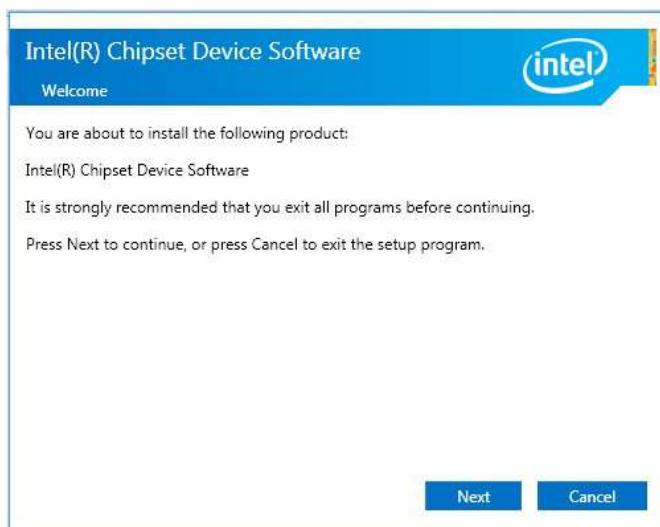 Intel(R) Chipset Device Software
intel
Welcome
You are about to install the following product:
Intel(R) Chipset Device Software
It is strongly recommended that you exit all programs before continuing.
Press Next to continue, or press Cancel to exit the setup program.
Next Cancel